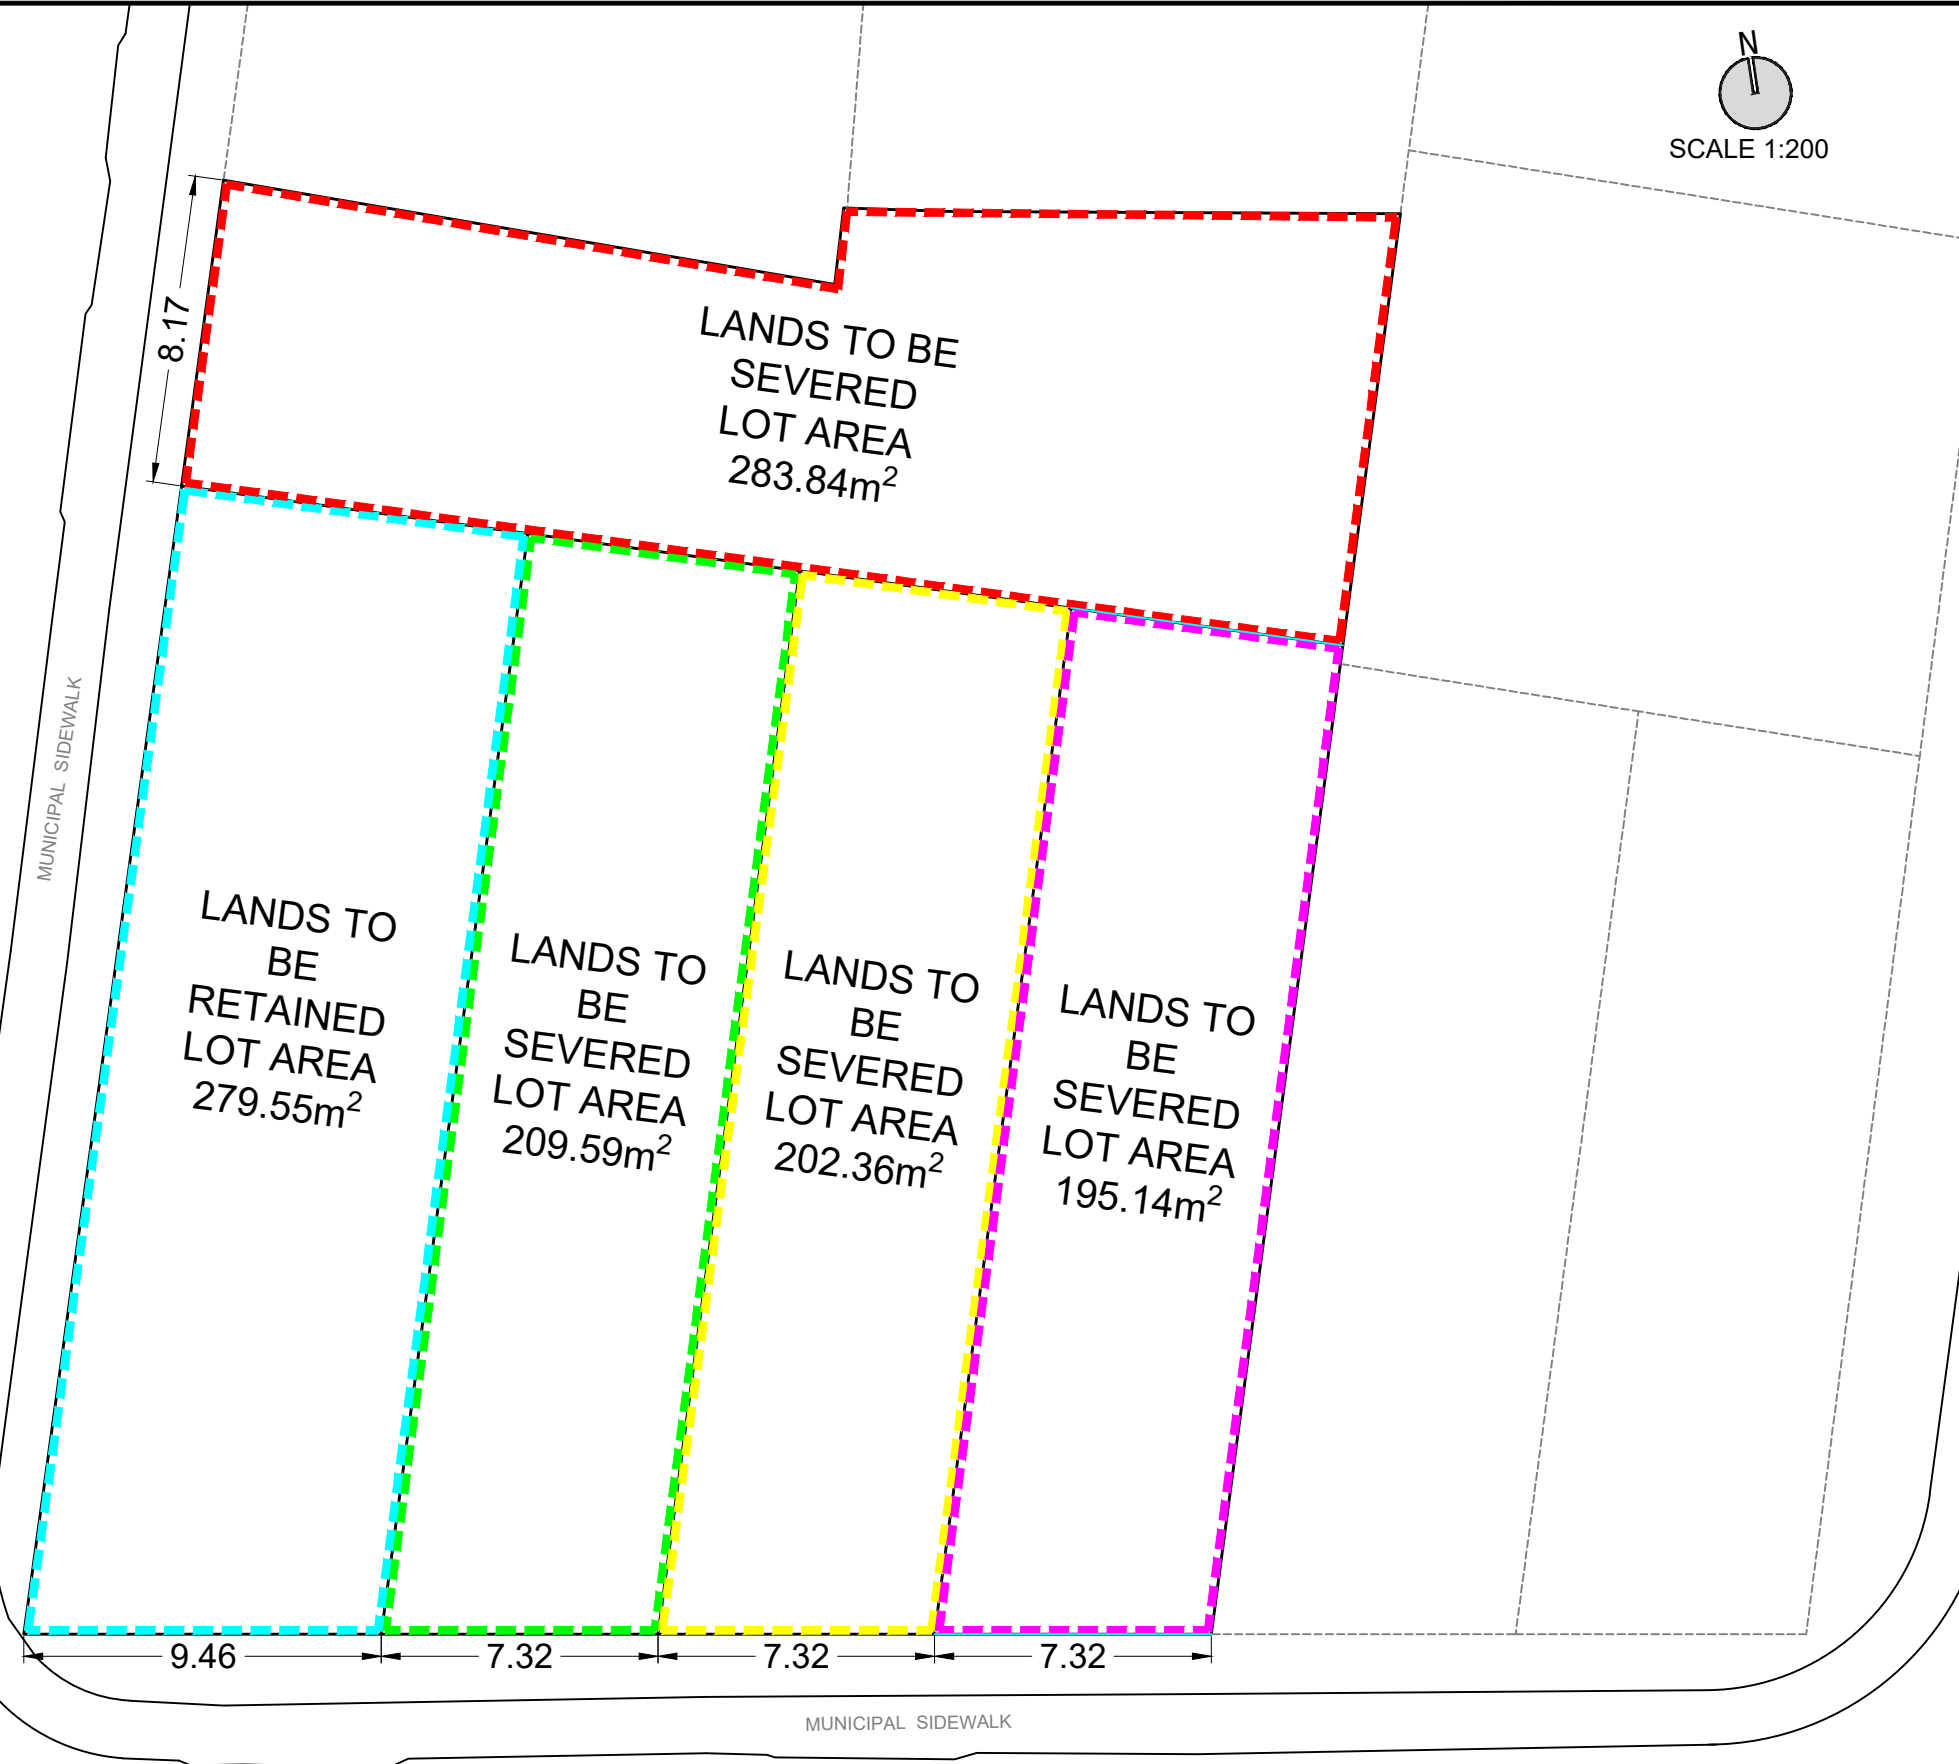 N
SCALE 1:200
8.17
LANDS TO BE
SEVERED
LOT AREA
283.84m²
MUNICIPAL SIDEWALK
LANDS TO
BE
RETAINED
LOT AREA
279.55m²
LANDS TO
BE
SEVERED
LOT AREA
209.59m²
LANDS TO
BE
SEVERED
LOT AREA
202.36m²
LANDS TO
BE
SEVERED
LOT AREA
195.14m²
9.46
7.32
7.32
7.32
MUNICIPAL SIDEWALK